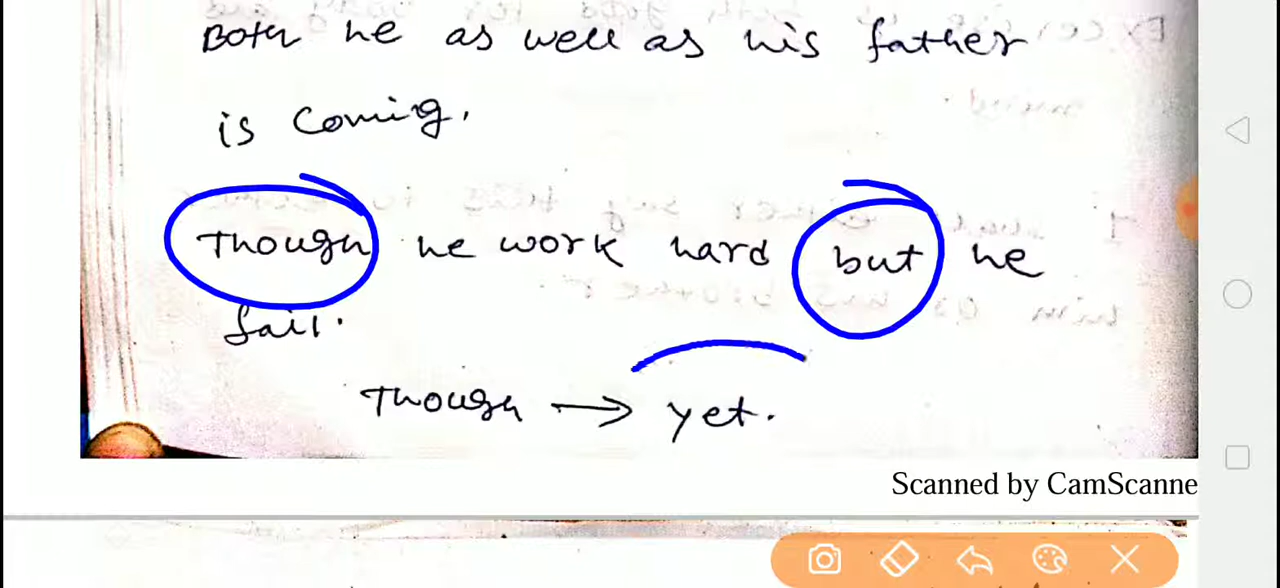 Both he as well as his father
is coming.
Though he work hard but he
fail.
Though → yet.
Scanned by CamScanne